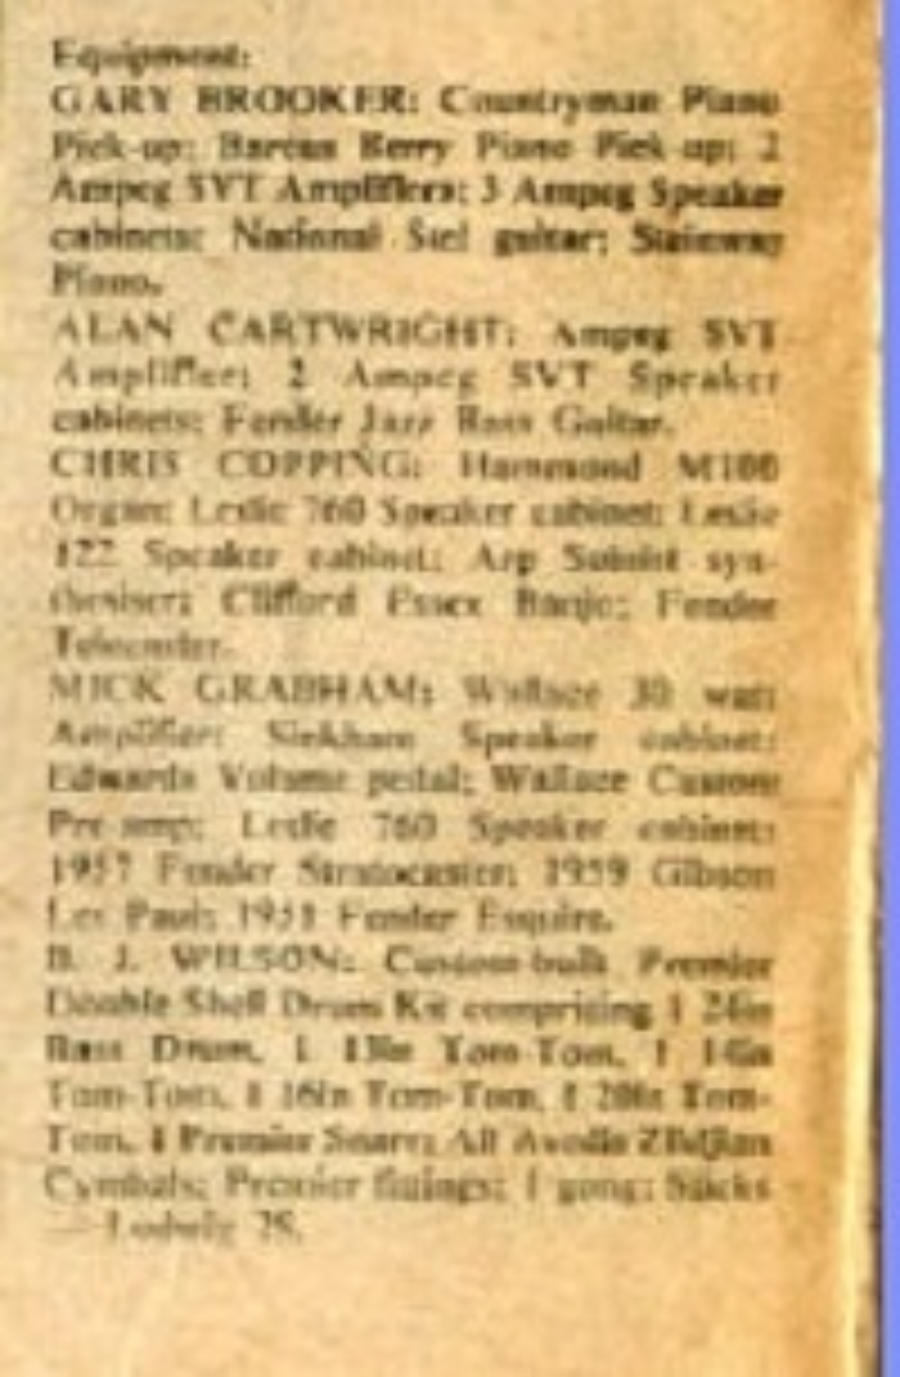 Equipment:
GARY BROOKER: Countryman Piano
Pick-up; Barcus Berry Piano Pick-up; 2
Ampeg SVT Amplifiers; 3 Ampeg Speaker
cabinets; National Stel guitar; Steinway
Piano.
ALAN CARTWRIGHT: Ampeg SVT
Amplifier; 2 Ampeg SVT Speaker
cabinets; Fender Jazz Bass Guitar.
CHRIS COPPING: Hammond M100
Organ; Leslie 760 Speaker cabinet; Leslie
122 Speaker cabinet; Arp Soloist syn-
thesiser; Clifford Essex Banjo; Fender
Telecaster.
MICK GRABHAM: Wallace 30 watt
Amplifier; Speaker cabinet;
Edwards Volume pedal; Wallace Custom
Pre-amp; Leslie 760 Speaker cabinet;
1957 Fender Stratocaster; 1959 Gibson
Les Paul; Fender Esquire.
B. J. WILSON: Custom-built Premier
Double Shell Drum Kit comprising 1 24in
Bass Drum, 1 13in Tom-Tom, 1 14in
Tom-Tom, 1 16in Tom-Tom, 1 20in Tom-
Tom, 1 Premier Snare; All Avedis Zildjian
Cymbals; Premier fittings; 1 gong; Sticks
— Ludwig 2S.